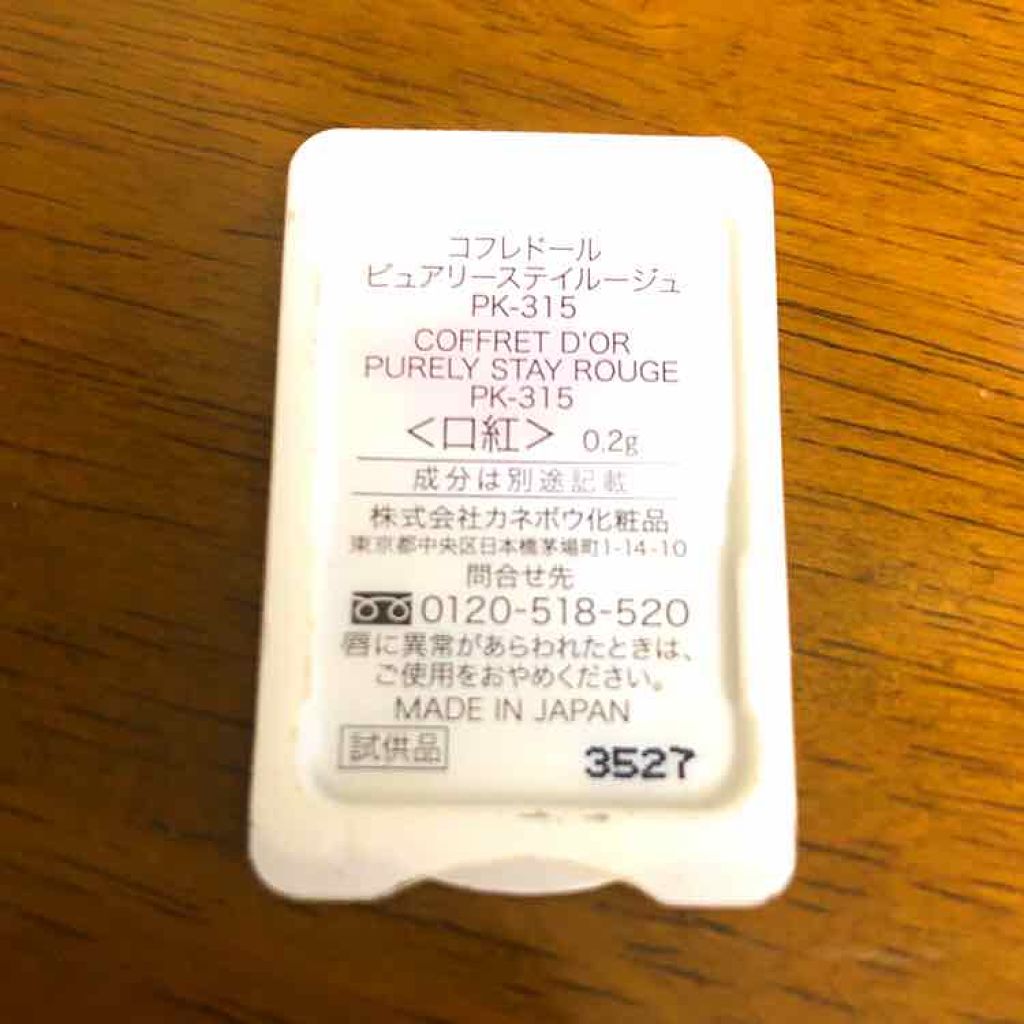 コフレドール
ピュアリーステイルージュ
PK-315
COFFRET D'OR
PURELY STAY ROUGE
PK-315
＜口紅＞ 0.2g
成分は別途記載
株式会社カネボウ化粧品
東京都中央区日本橋茅場町1-14-10
問合せ先
0120-518-520
唇に異常があらわれたときは、
ご使用をおやめください。
MADE IN JAPAN
試供品 3527